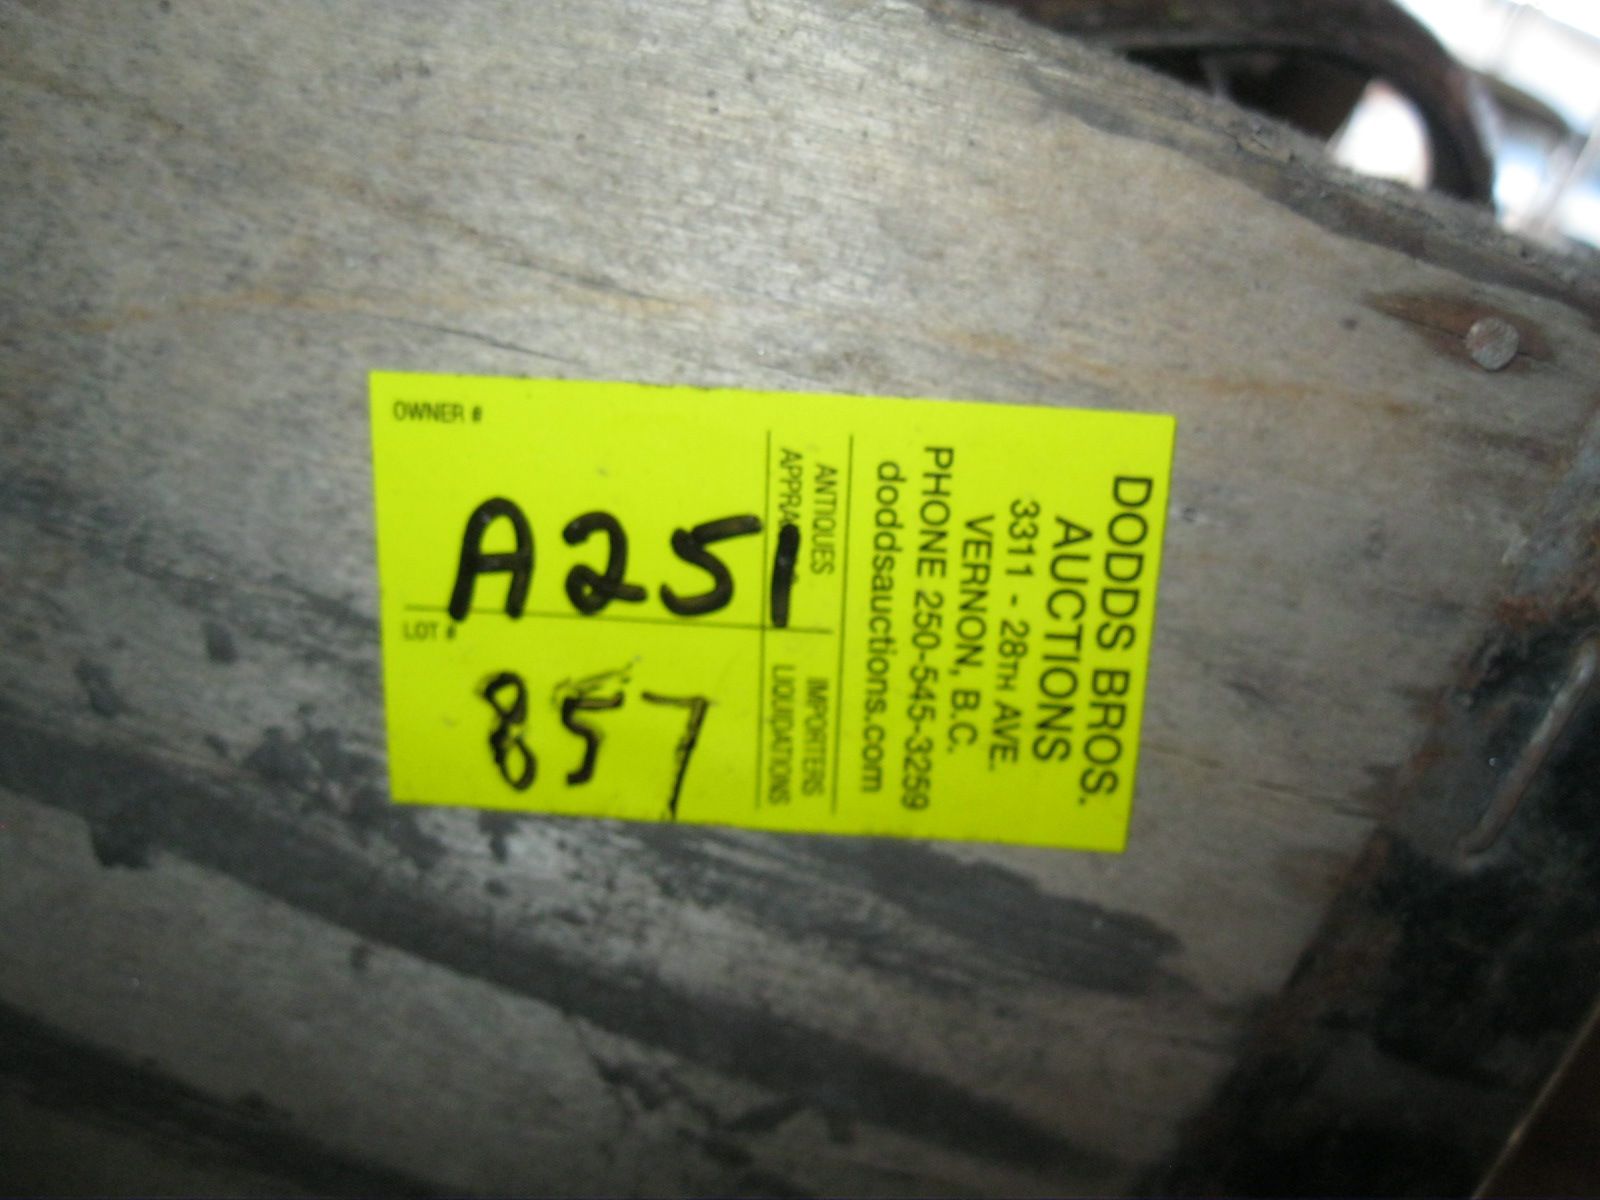 DODDS BROS.
AUCTIONS
3311 - 28TH AVE.
VERNON, B.C.
PHONE 250-545-3259
doddsauctions.com
ANTIQUES
IMPORTERS
LIQUIDATIONS
OWNER #
A251
LOT #
857